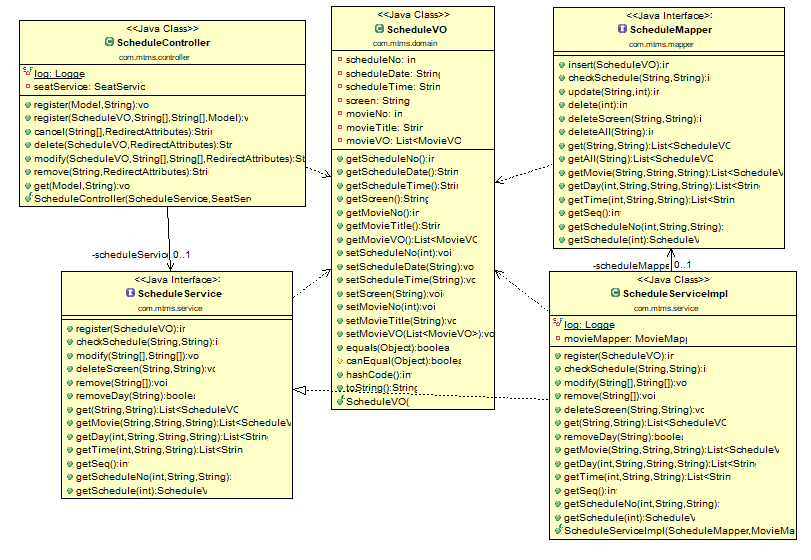 <<Java Class>>
ScheduleController
com.mtms.controller
log: Logge
seatService: SeatServic
register(Model,String):vo
register(ScheduleVO,String[],String[],Model):v
cancel(String[],RedirectAttributes):Strir
delete(ScheduleVO,RedirectAttributes):Str
modify(ScheduleVO,String[],String[],RedirectAttributes):St
remove(String,RedirectAttributes):Stri
get(Model,String):vo
ScheduleController(ScheduleService,SeatServ
-scheduleServic 0..1
<<Java Interface>:
ScheduleService
com.mtms.service
register(ScheduleVO):ir
checkSchedule(String,String):i
modify(String[],String[]):vo
deleteScreen(String,String):vc
remove(String[]):voi
removeDay(String):boolea
get(String,String):List<ScheduleVC
getMovie(String,String,String):List<ScheduleV
getDay(int,String,String,String):List<Strin
getTime(int,String,String):List<Strin
getSeq():in
getScheduleNo(int,String,String):
getSchedule(int):ScheduleV
<<Java Class>>
ScheduleVO
com.mtms.domain
scheduleNo: in
scheduleDate: String
scheduleTime: Strin
screen: String
movieNo: in
movieTitle: Strin
movieVO: List<MovieVO
getScheduleNo():ir
getScheduleDate():Strin
getScheduleTime():Strin
getScreen():String
getMovieNo():ir
getMovieTitle():Strin
getMovieVO():List<MovieVC
setScheduleNo(int):voi
setScheduleDate(String):vo
setScheduleTime(String):vo
setScreen(String):voi
setMovieNo(int):voi
setMovieTitle(String):vc
setMovieVO(List<MovieVO>):vo
equals(Object):boolea
canEqual(Object):boolea
hashCode():in
toString():String
ScheduleVO(
<<Java Interface>:
ScheduleMapper
com.mtms.mapper
insert(ScheduleVO):ir
checkSchedule(String,String):i
update(String,int):ir
delete(int):in
deleteScreen(String,String):i
deleteAll(String):ir
get(String,String):List<ScheduleVC
getAll(String):List<ScheduleVC
getMovie(String,String,String):List<ScheduleV
getDay(int,String,String,String):List<Strin
getTime(int,String,String):List<Strin
getSeq():in
getScheduleNo(int,String,String):
getSchedule(int):ScheduleV
-scheduleMappe 0..1
<<Java Class>>
ScheduleServiceImpl
com.mtms.service
log: Logge
movieMapper: MovieMapp
register(ScheduleVO):ir
checkSchedule(String,String):i
modify(String[],String[]):vo
remove(String[]):voi
deleteScreen(String,String):vc
get(String,String):List<ScheduleVC
removeDay(String):boolea
getMovie(String,String,String):List<ScheduleV
getDay(int,String,String,String):List<Strin
getTime(int,String,String):List<Strin
getSeq():in
getScheduleNo(int,String,String):
getSchedule(int):ScheduleV
ScheduleServiceImpl(ScheduleMapper,MovieMa